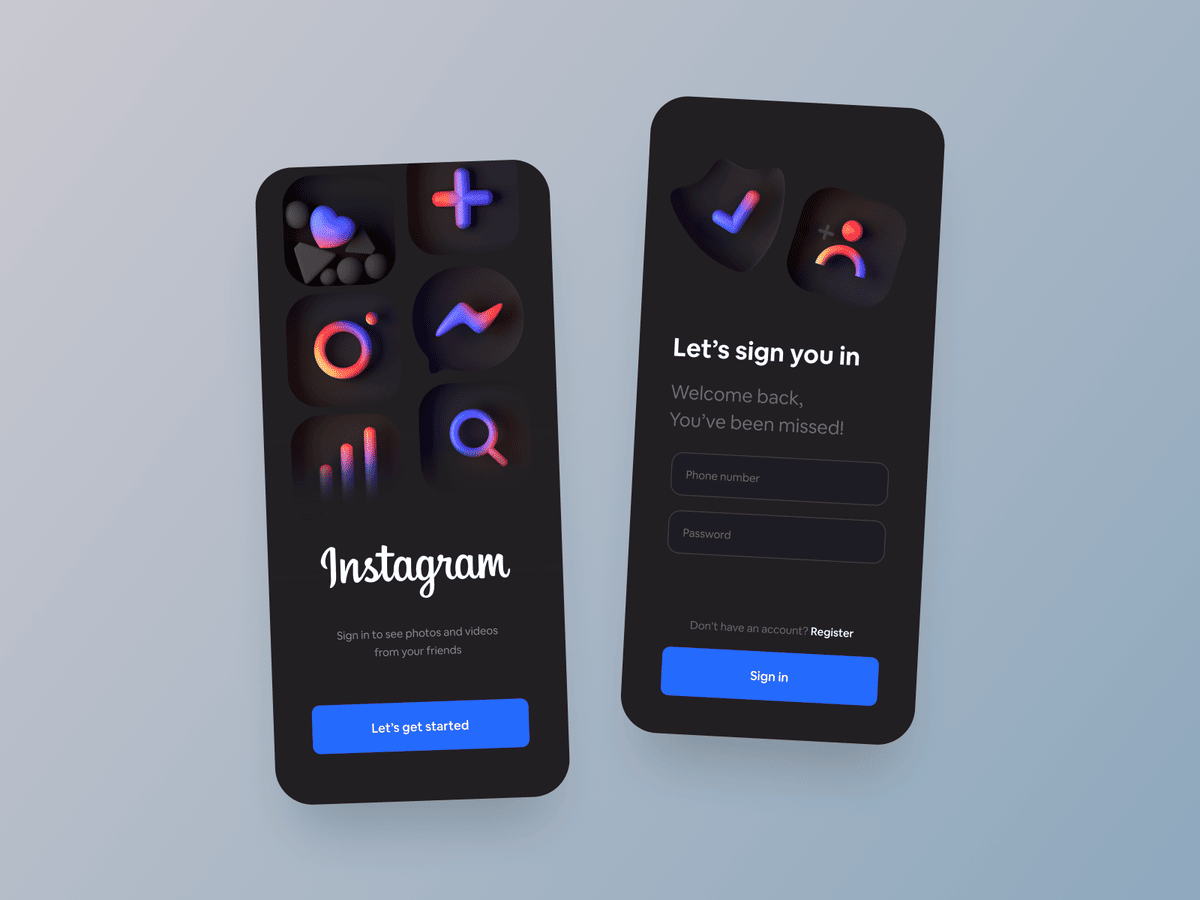 Instagram
Sign in to see photos and videos
from your friends
Let's get started
Let's sign you in
Welcome back,
You've been missed!
Phone number
Password
Don't have an account? Register
Sign in